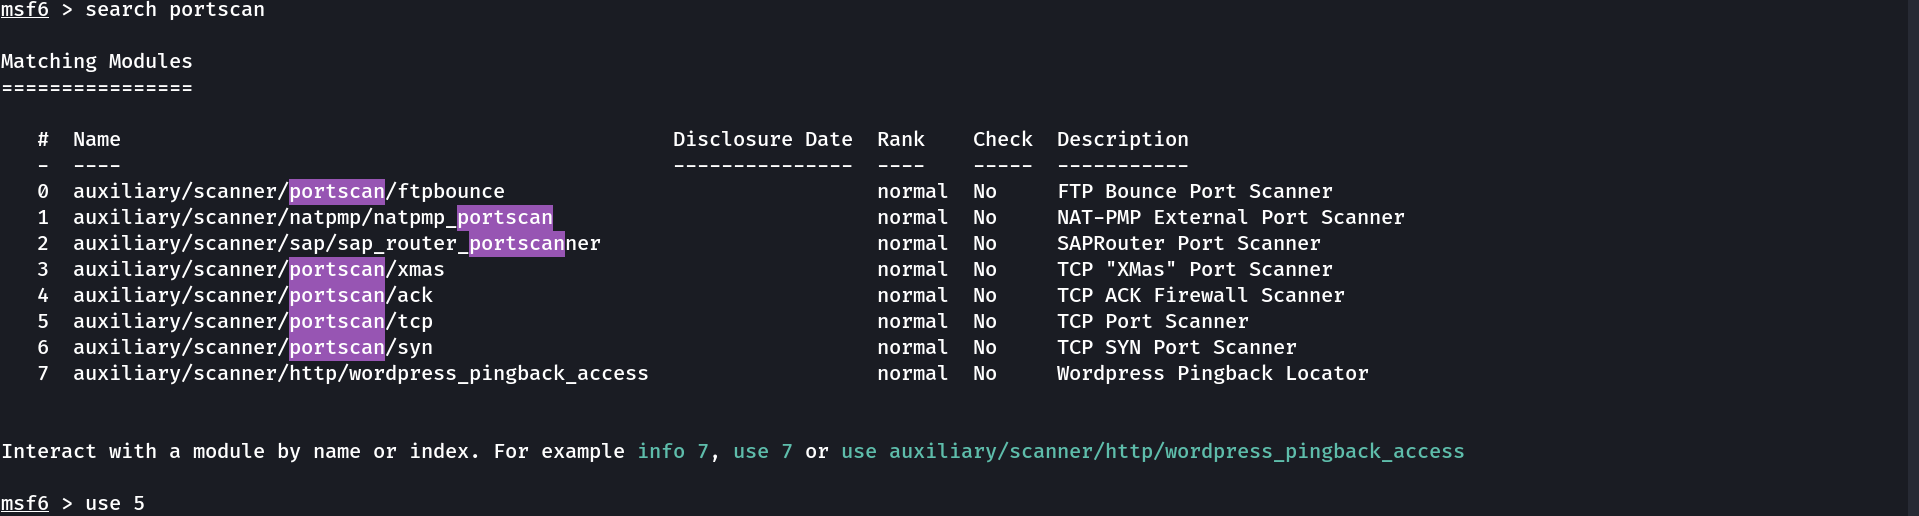 msf6 > search portscan
Matching Modules
================
#  Name                                              Disclosure Date  Rank    Check  Description
-  ----                                              ---------------  ----    -----  -----------
0  auxiliary/scanner/portscan/ftpbounce                               normal  No     FTP Bounce Port Scanner
1  auxiliary/scanner/natpmp/natpmp_portscan                           normal  No     NAT-PMP External Port Scanner
2  auxiliary/scanner/sap/sap_router_portscanner                       normal  No     SAPRouter Port Scanner
3  auxiliary/scanner/portscan/xmas                                    normal  No     TCP "XMas" Port Scanner
4  auxiliary/scanner/portscan/ack                                     normal  No     TCP ACK Firewall Scanner
5  auxiliary/scanner/portscan/tcp                                     normal  No     TCP Port Scanner
6  auxiliary/scanner/portscan/syn                                     normal  No     TCP SYN Port Scanner
7  auxiliary/scanner/http/wordpress_pingback_access                   normal  No     Wordpress Pingback Locator
Interact with a module by name or index. For example info 7, use 7 or use auxiliary/scanner/http/wordpress_pingback_access
msf6 > use 5